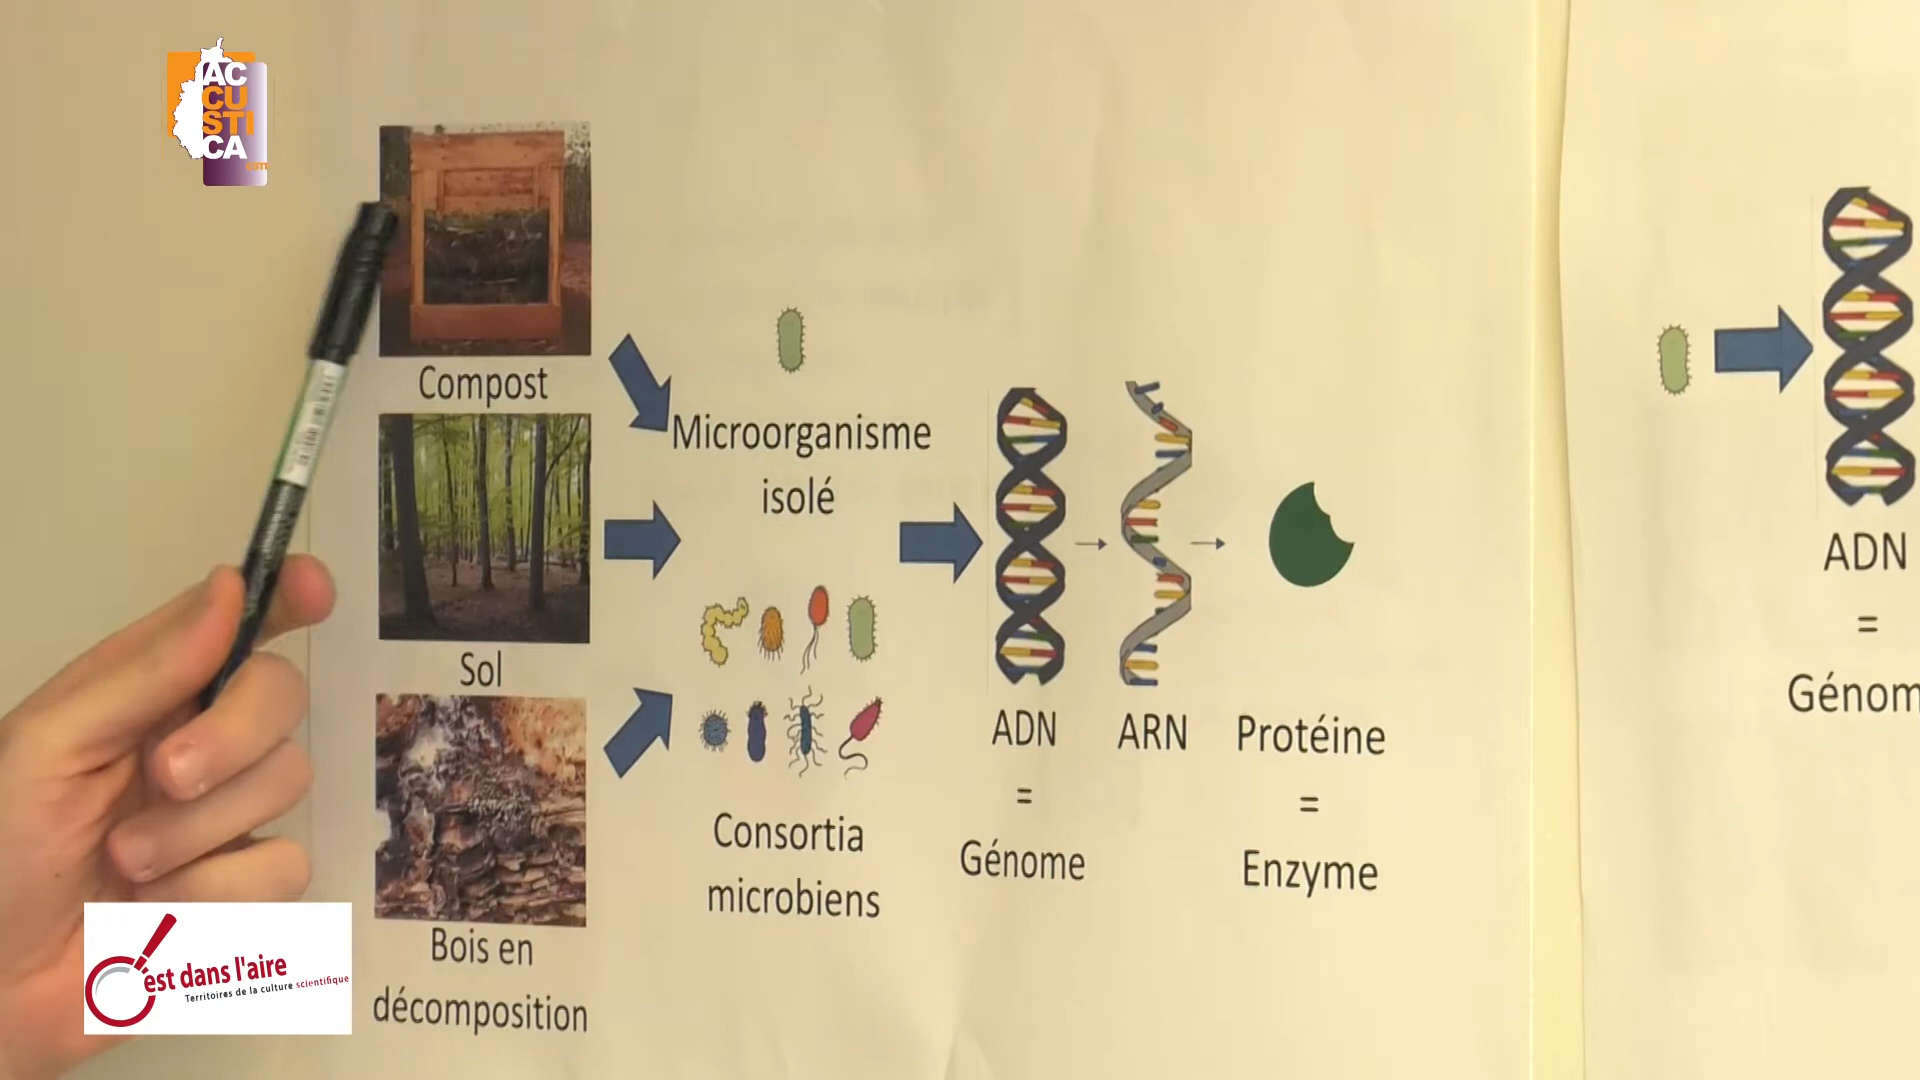 AC
CU
STI
CA
Compost
Microorganisme
isolé
Sol
Consortia
microbiens
Bois en
décomposition
ADN
=
Génome
ARN
Protéine
=
Enzyme
ADN
=
Génom
est dans l'aire
Territoires de la culture scientifique